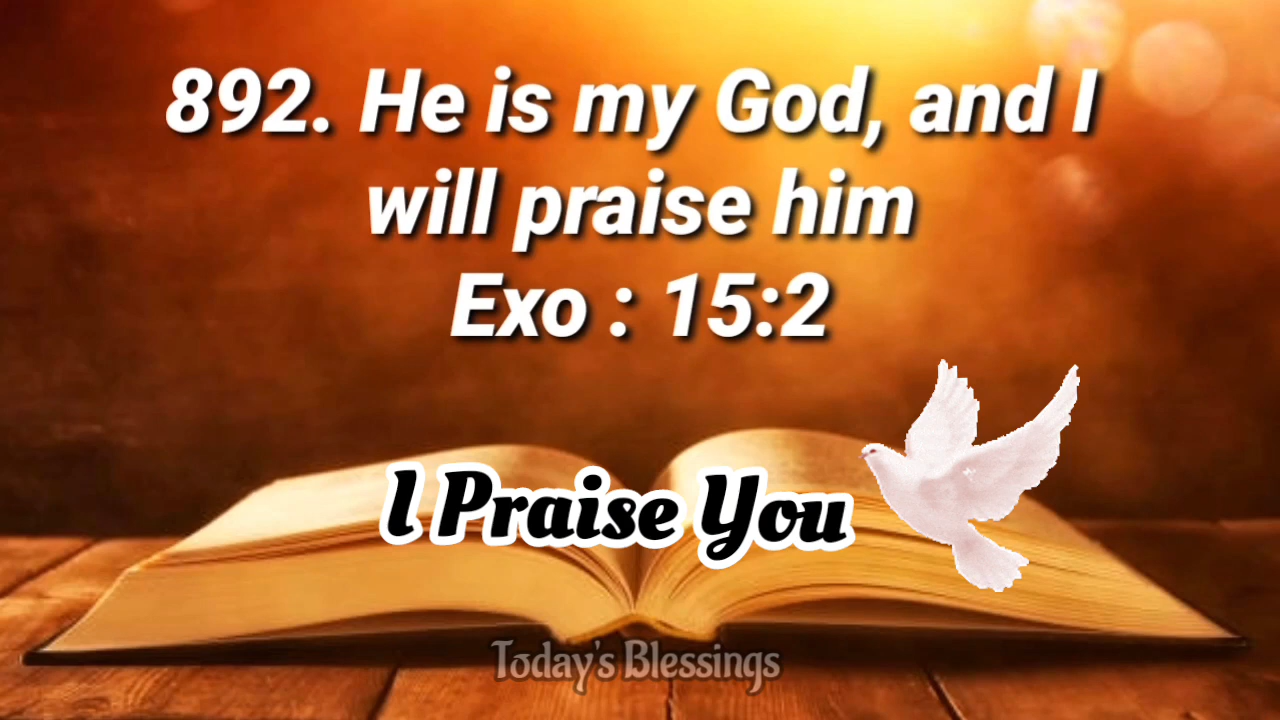 892. He is my God, and I
will praise him
Exo : 15:2
I Praise You
Today's Blessings